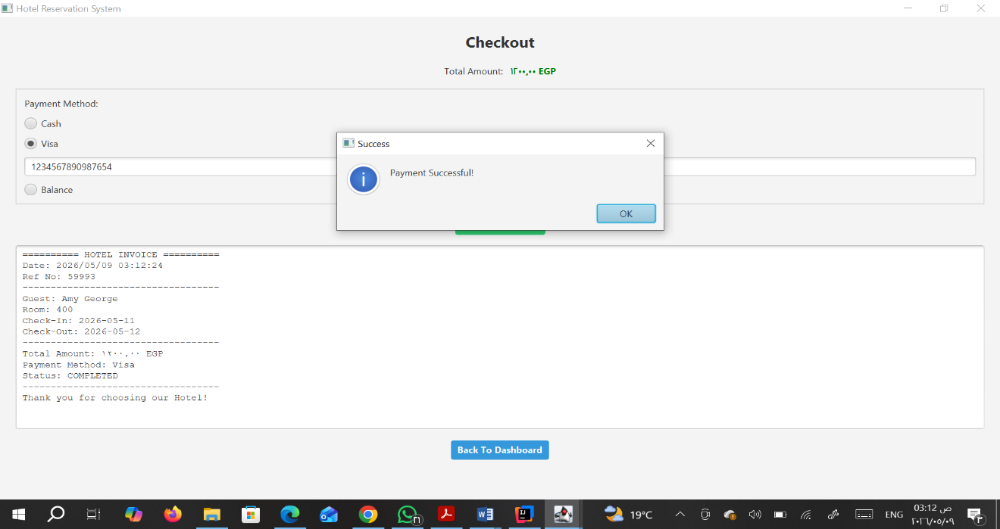 Hotel Reservation System
Checkout
Total Amount: ١٢٠٠,٠٠ EGP
Payment Method:
Cash
Visa
1234567890987654
Balance
Success
Payment Successful!
OK
========== HOTEL INVOICE ==========
Date: 2026/05/09 03:12:24
Ref No: 59993
-----------------------------------
Guest: Amy George
Room: 400
Check-In: 2026-05-11
Check-Out: 2026-05-12
-----------------------------------
Total Amount: ١٢٠٠,٠٠ EGP
Payment Method: Visa
Status: COMPLETED
-----------------------------------
Thank you for choosing our Hotel!
Back To Dashboard
19°C
ENG
03:12 ص
٢٠٢٦/٠٥/٠٩
٣